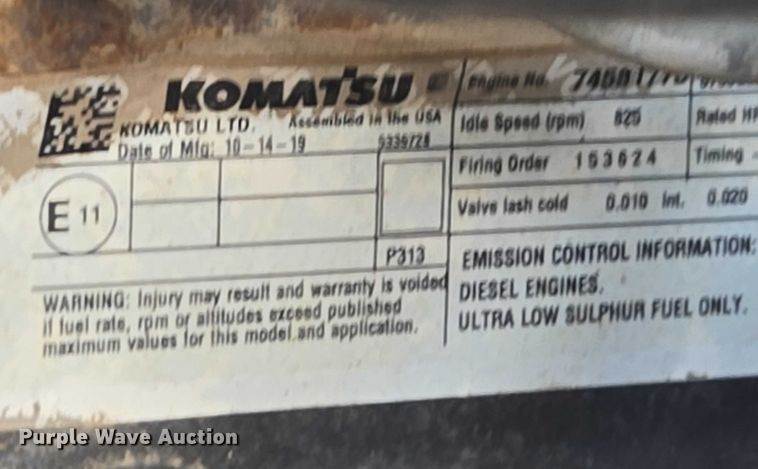 KOMATSU
KOMATSU LTD. Assembled in the USA
Date of Mfg: 10-14-19
Engine No.
Idle Speed (rpm) 825 Rated
Firing Order 153624 Timing
Valve lash cold 0.010 Int. 0.020
E 11
P313
EMISSION CONTROL INFORMATION:
DIESEL ENGINES.
ULTRA LOW SULPHUR FUEL ONLY.
WARNING: Injury may result and warranty is voided
if fuel rate, rpm or altitudes exceed published
maximum values for this model and application.
Purple Wave Auction